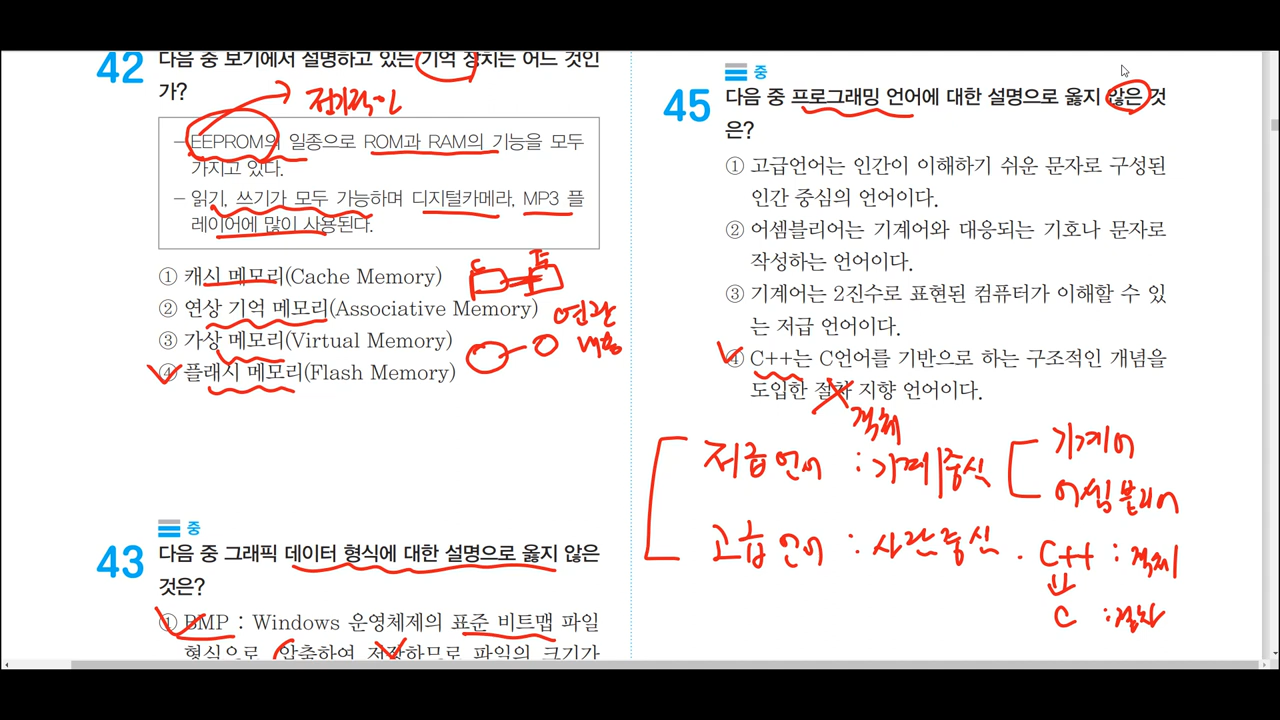 42 다음 중 보기에서 설명하고 있는 기억 장치는 어느 것인
가?
전기적
– EEPROM의 일종으로 ROM과 RAM의 기능을 모두
가지고 있다.
– 읽기, 쓰기가 모두 가능하며 디지털카메라, MP3 플
레이어에 많이 사용된다.
① 캐시 메모리(Cache Memory)
② 연상 기억 메모리(Associative Memory)
③ 가상 메모리(Virtual Memory)
④ 플래시 메모리(Flash Memory)
연관
내용
중
43 다음 중 그래픽 데이터 형식에 대한 설명으로 옳지 않은
것은?
① BMP : Windows 운영체제의 표준 비트맵 파일
형식으로 압축하여 저장하므로 파일의 크기가
중
45 다음 중 프로그래밍 언어에 대한 설명으로 옳지 않은 것
은?
① 고급언어는 인간이 이해하기 쉬운 문자로 구성된
인간 중심의 언어이다.
② 어셈블리어는 기계어와 대응되는 기호나 문자로
작성하는 언어이다.
③ 기계어는 2진수로 표현된 컴퓨터가 이해할 수 있
는 저급 언어이다.
④ C++는 C언어를 기반으로 하는 구조적인 개념을
도입한 절차 지향 언어이다.
객체
저급언어 : 기계중심
기계어
어셈블리어
고급언어 : 사람중심
C++ : 객체
C : 절차